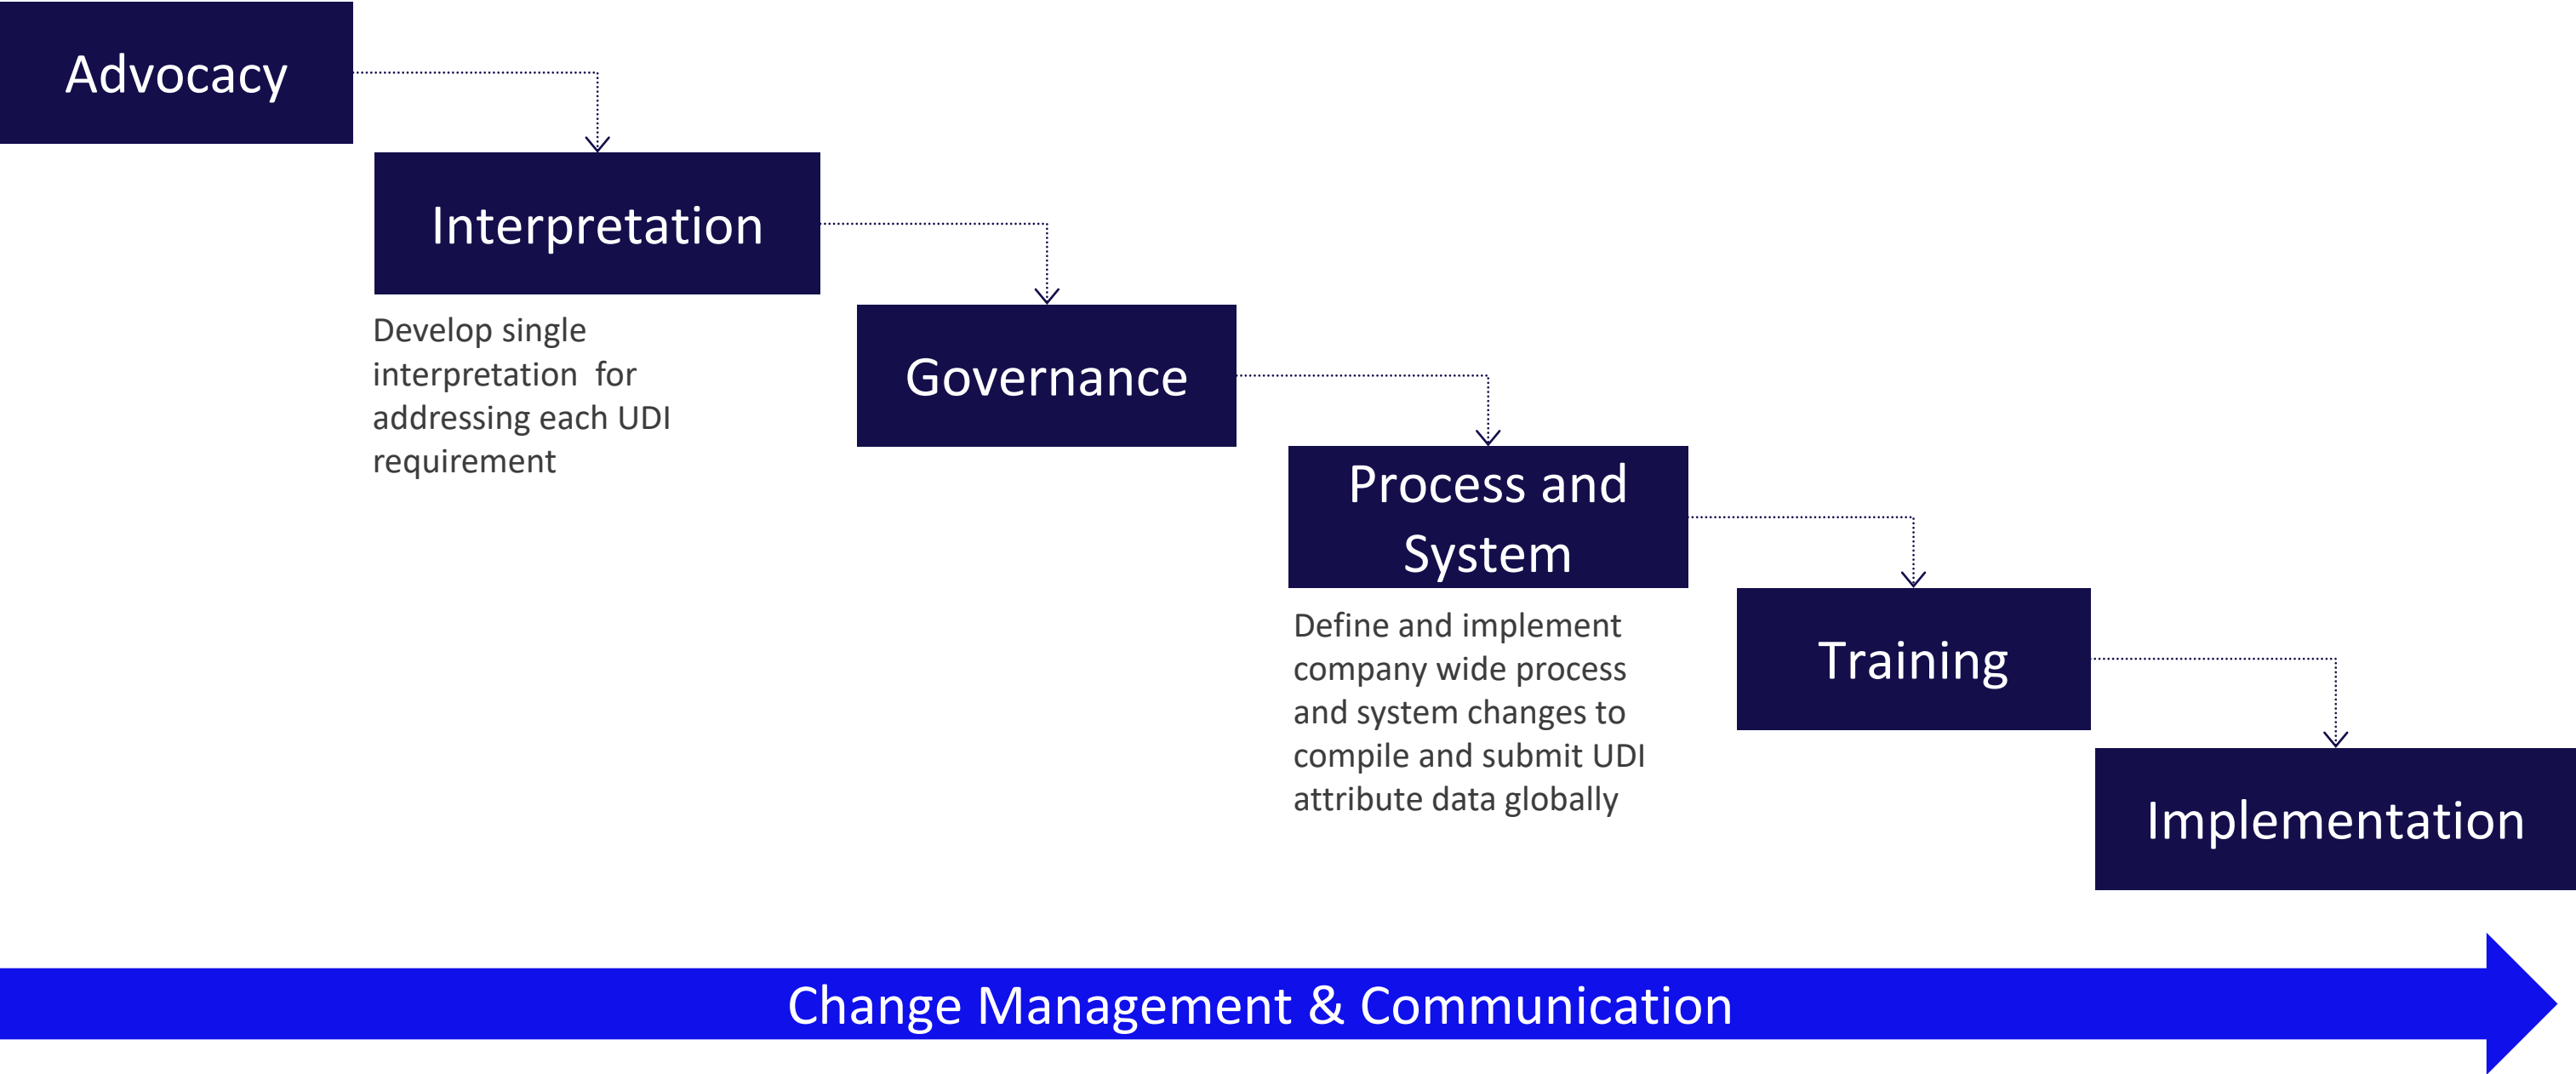 Advocacy
Interpretation
Develop single
interpretation  for
addressing each UDI
requirement
Governance
Process and
System
Define and implement
company wide process
and system changes to
compile and submit UDI
attribute data globally
Training
Implementation
Change Management & Communication